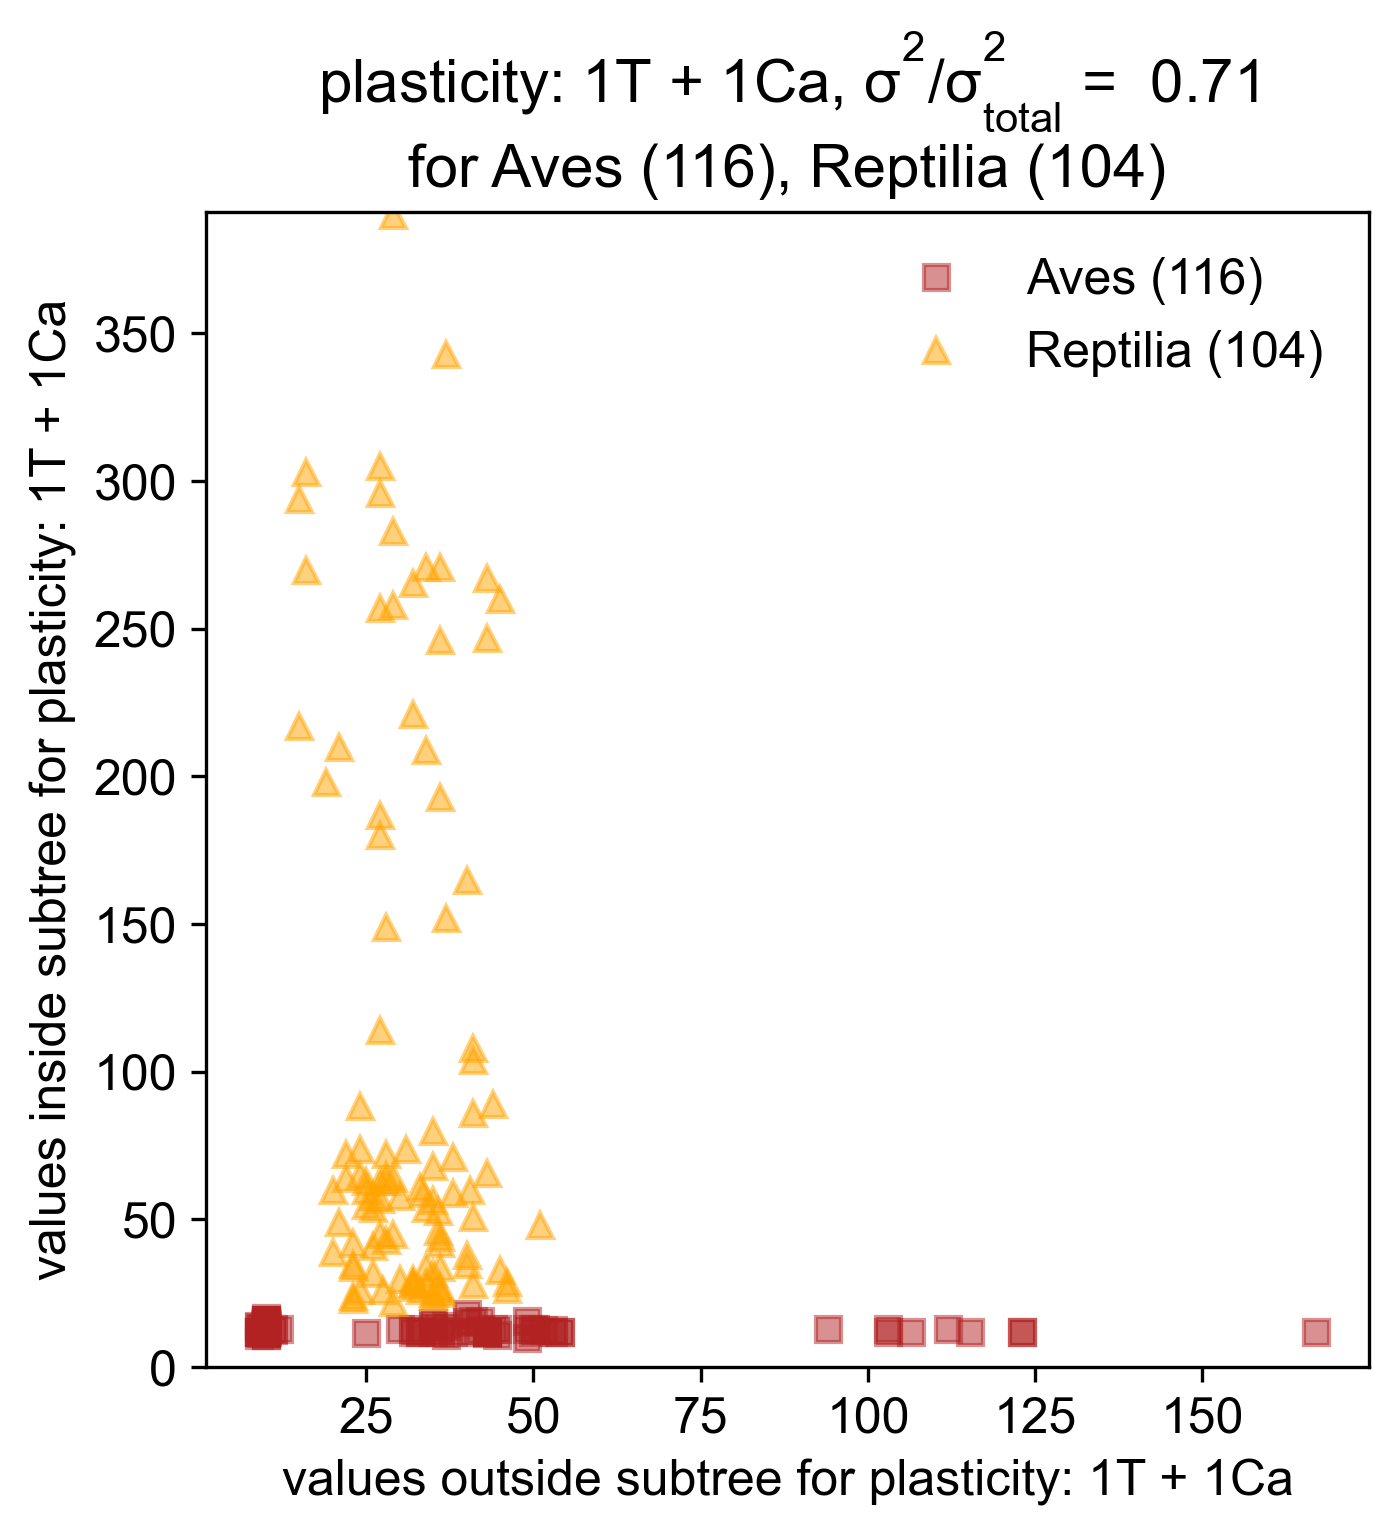 plasticity: 1T + 1Ca, σ²/σ²total = 0.71
for Aves (116), Reptilia (104)
Aves (116)
Reptilia (104)
values inside subtree for plasticity: 1T + 1Ca
350
300
250
200
150
100
50
0
25 50 75 100 125 150
values outside subtree for plasticity: 1T + 1Ca